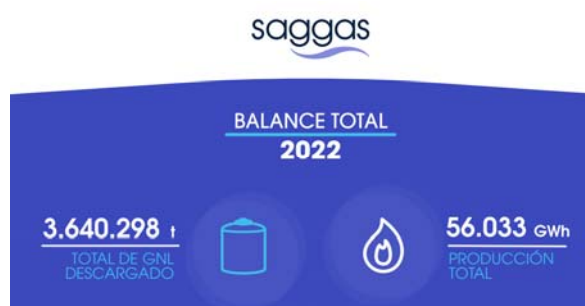 saggas
BALANCE TOTAL
2022
3.640.298 t
TOTAL DE GNL
DESCARGADO
56.033 GWh
PRODUCCIÓN
TOTAL